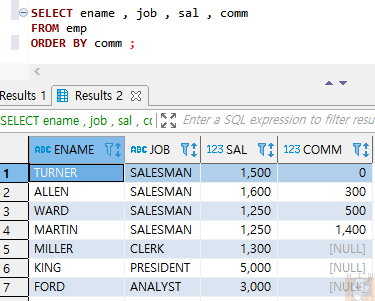 SELECT ename , job , sal , comm
FROM emp
ORDER BY comm ;
Results 1 Results 2
SELECT ename , job , sal , co Enter a SQL expression to filter resu
ABC ENAME ABC JOB 123 SAL 123 COMM
1 TURNER SALESMAN 1,500 0
2 ALLEN SALESMAN 1,600 300
3 WARD SALESMAN 1,250 500
4 MARTIN SALESMAN 1,250 1,400
5 MILLER CLERK 1,300 [NULL]
6 KING PRESIDENT 5,000 [NULL]
7 FORD ANALYST 3,000 [NULL]